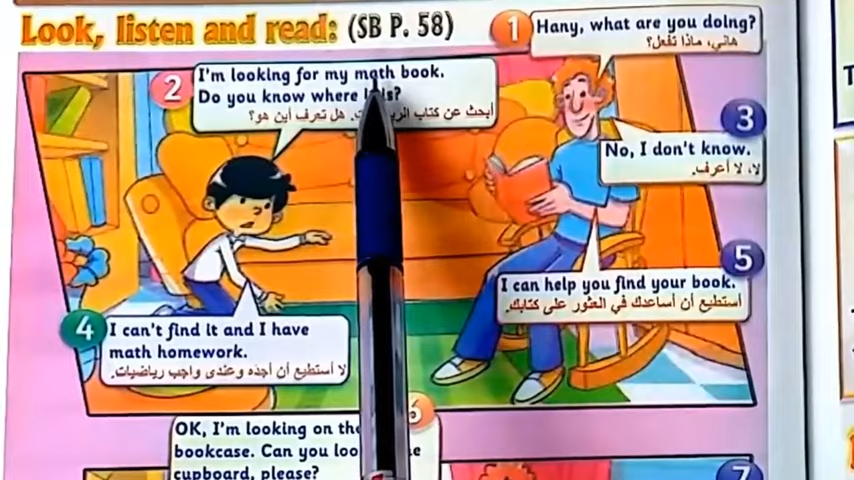 Look, listen and read: (SB P. 58)
1
Hany, what are you doing?
هاني، ماذا تفعل؟
2
I'm looking for my math book.
Do you know where is?
أبحث عن كتاب هل تعرف أين هو؟
3
No, I don't know.
لا، لا أعرف.
4
I can't find it and I have
math homework.
لا أستطيع أن أجده وعندى واجب رياضيات.
5
I can help you find your book.
أستطيع أن أساعدك في العثور على كتابك.
6
OK, I'm looking on
bookcase. Can you
cupboard, please?
7